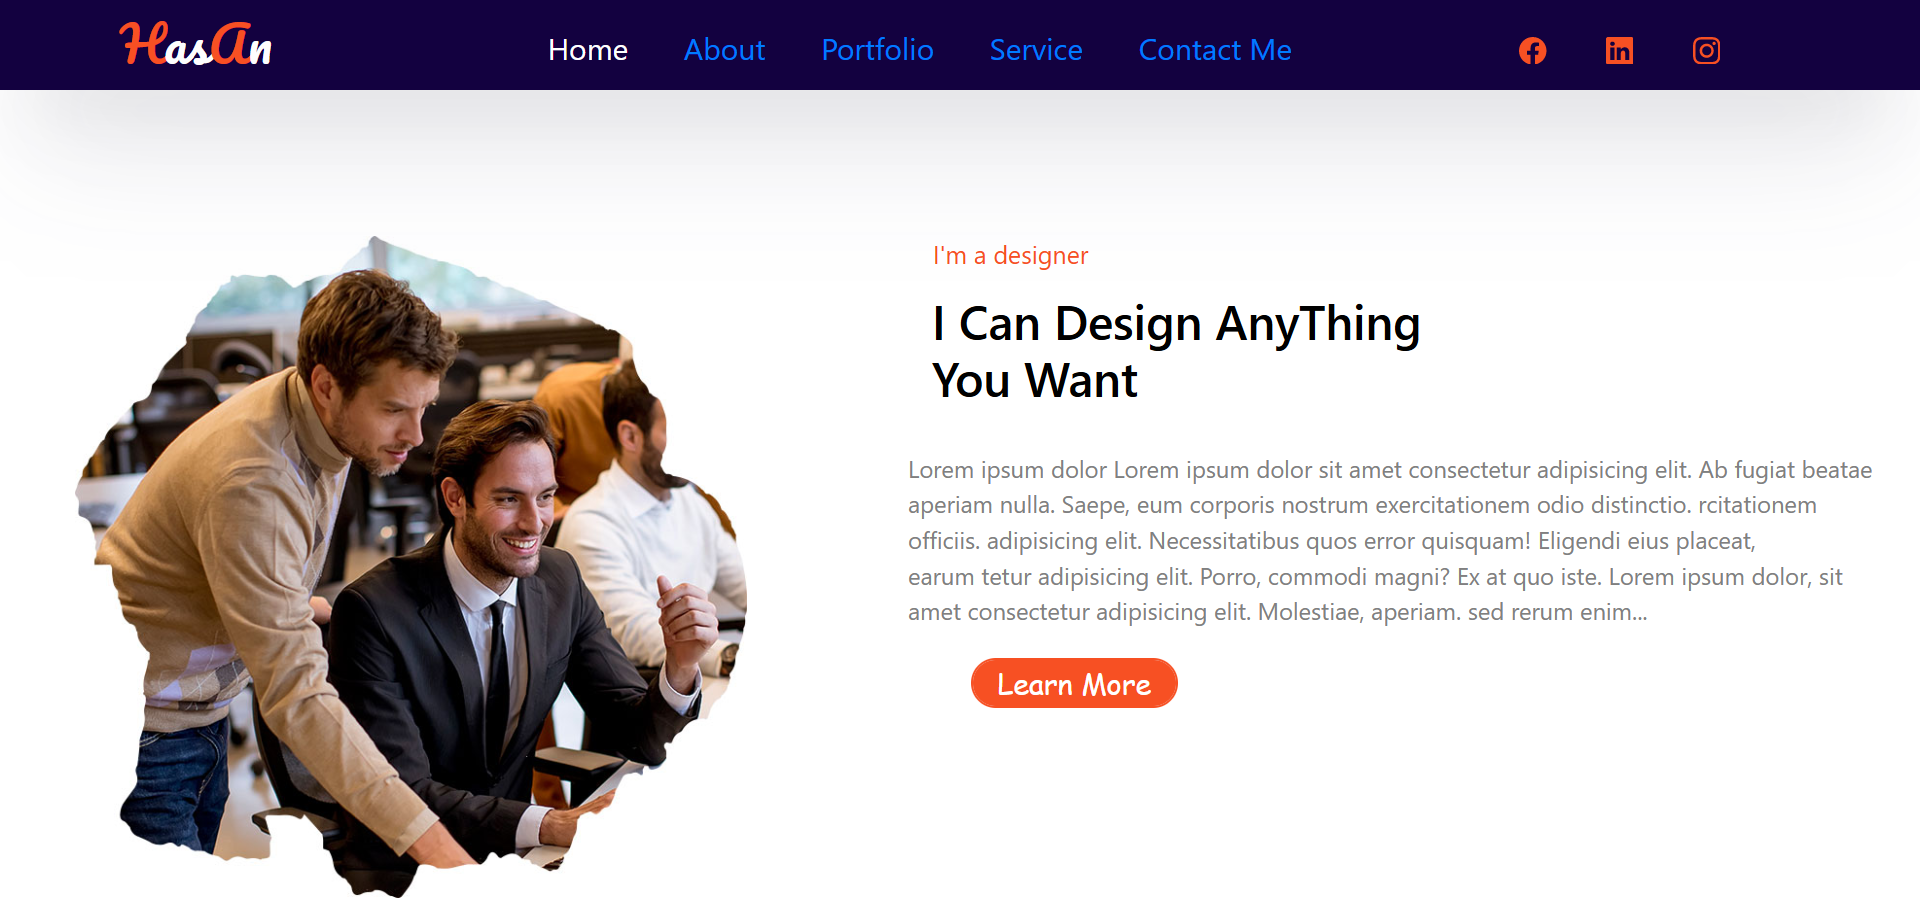 HasAn
Home About Portfolio Service Contact Me
I'm a designer
I Can Design AnyThing
You Want
Lorem ipsum dolor Lorem ipsum dolor sit amet consectetur adipisicing elit. Ab fugiat beatae
aperiam nulla. Saepe, eum corporis nostrum exercitationem odio distinctio. rcitationem
officiis. adipisicing elit. Necessitatibus quos error quisquam! Eligendi eius placeat,
earum tetur adipisicing elit. Porro, commodi magni? Ex at quo iste. Lorem ipsum dolor, sit
amet consectetur adipisicing elit. Molestiae, aperiam. sed rerum enim...
Learn More